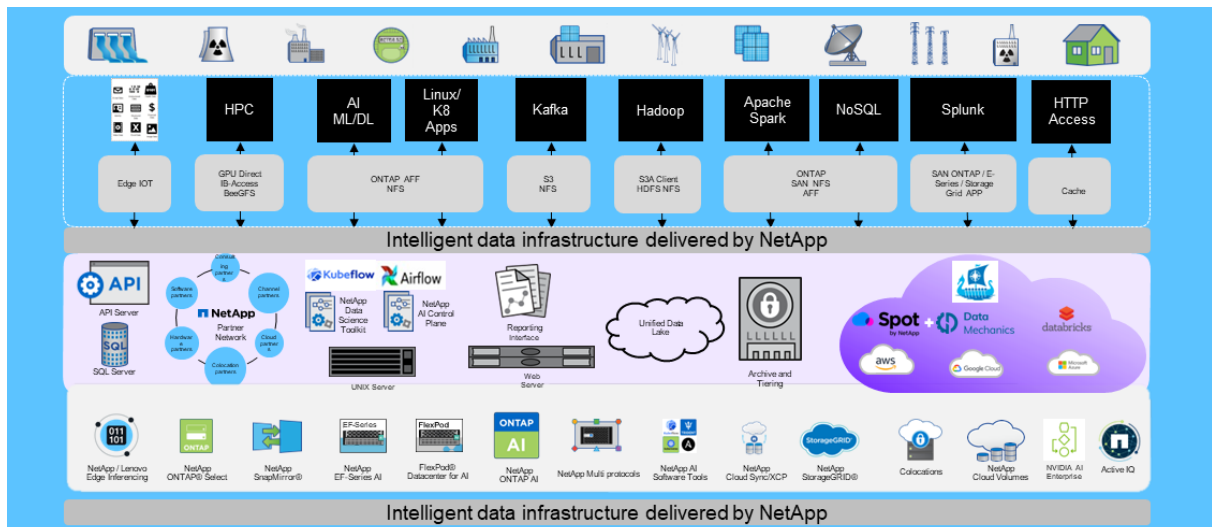 HPC
AI
ML/DL
Linux/
K8
Apps
Kafka
Hadoop
Apache
Spark
NoSQL
Splunk
HTTP
Access
Edge IOT
GPU Direct
IB-Access
BeeGFS
ONTAP AFF
NFS
S3
NFS
S3A Client
HDFS NFS
ONTAP
SAN NFS
AFF
SAN ONTAP / E-
Series / Storage
Grid APP
Cache
Intelligent data infrastructure delivered by NetApp
API
API Server
SQL
SQL Server
Consult
ing
partner
s
Software
partners
Channel
partners
NetApp
Partner
Network
Hardwar
e
partners
Cloud
partner
s
Colocation
partners
Kubeflow
Airflow
NetApp
Data
Science
Toolkit
NetApp
AI Control
Plane
UNIX Server
Reporting
Interface
Web
Server
Unified Data
Lake
Archive and
Tiering
Spot
by NetApp
+
Data
Mechanics
databricks
aws
Google Cloud
Microsoft
Azure
011
101
NetApp / Lenovo
Edge Inferencing
ONTAP
NetApp
ONTAP® Select
NetApp
SnapMirror®
EF-Series
NetApp
EF-Series AI
FlexPod
FlexPod®
Datacenter for AI
ONTAP
AI
NetApp
ONTAP AI
NetApp Multi protocols
NetApp AI
Software Tools
NetApp
Cloud Sync/XCP
StorageGRID
NetApp
StorageGRID®
Colocations
NetApp
Cloud Volumes
NVIDIA AI
Enterprise
Active IQ
Intelligent data infrastructure delivered by NetApp